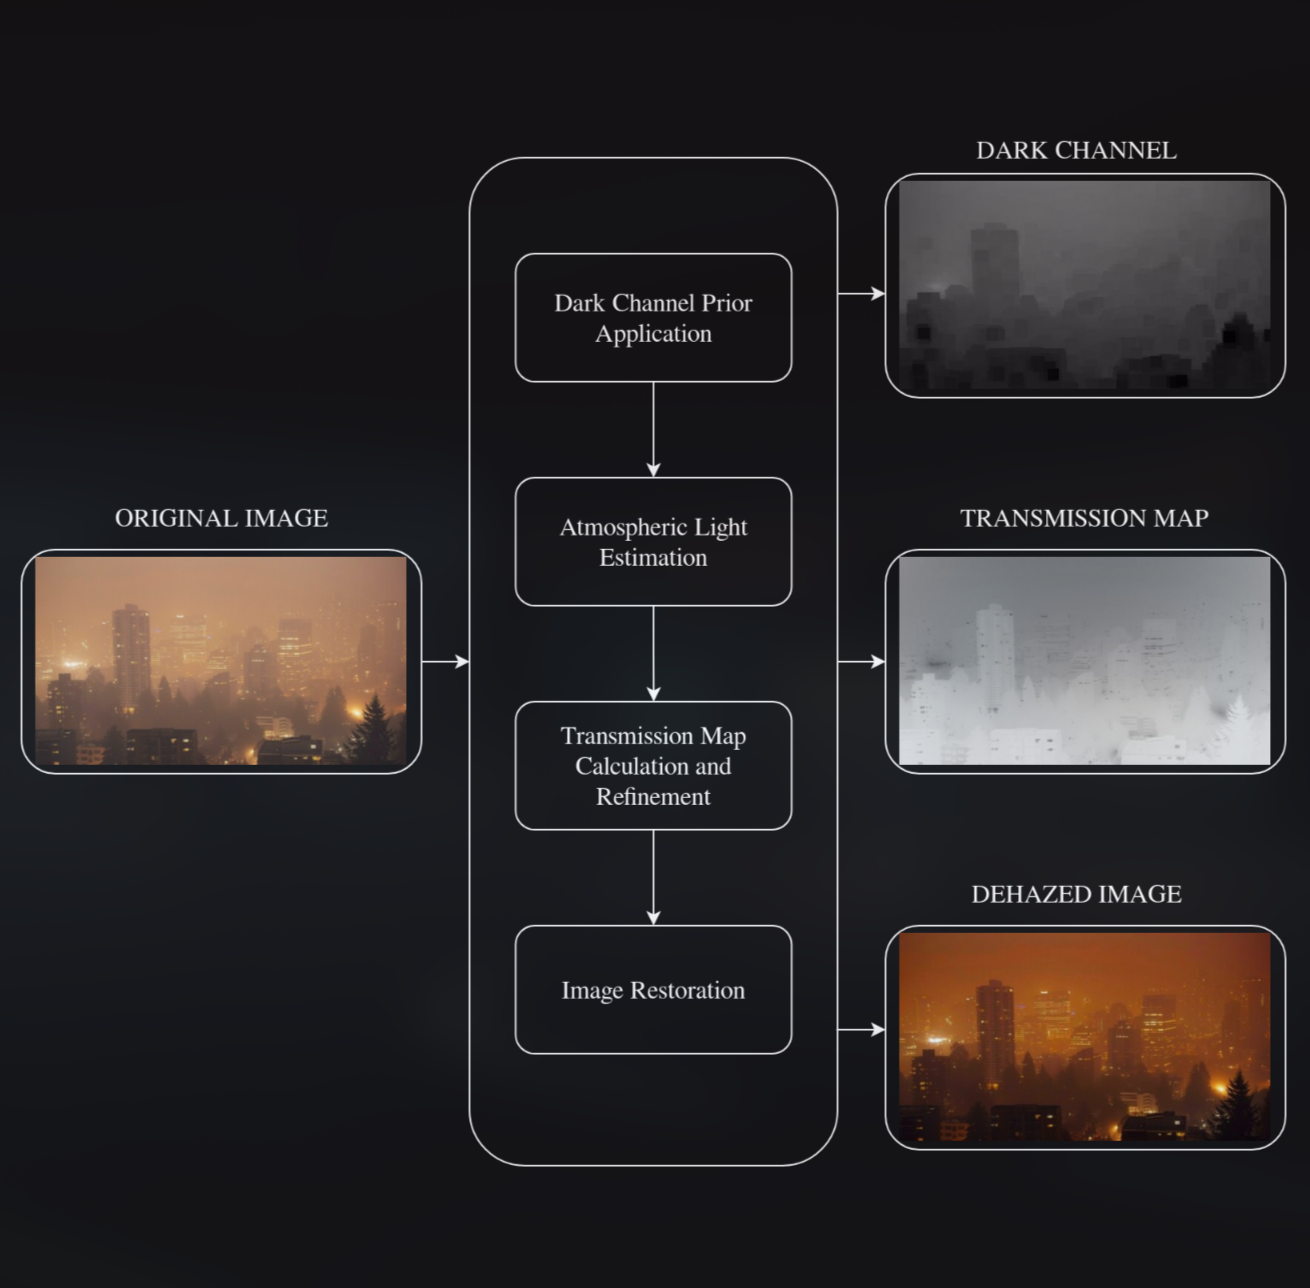 ORIGINAL IMAGE
Dark Channel Prior
Application
Atmospheric Light
Estimation
Transmission Map
Calculation and
Refinement
Image Restoration
DARK CHANNEL
TRANSMISSION MAP
DEHAZED IMAGE